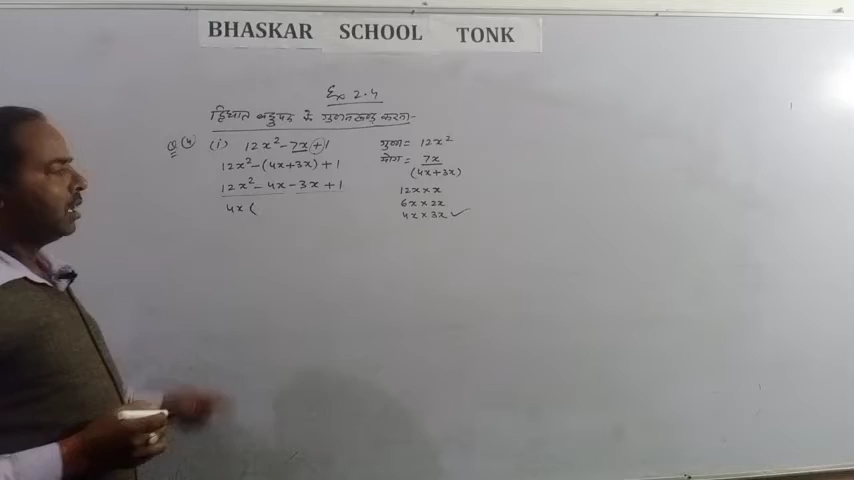 BHASKAR SCHOOL TONK
Ex 2.4
द्विघात बहुपद के गुणनखण्ड करना-
Q (4) (i) 12x² - 7x + 1
12x² - (4x + 3x) + 1
12x² - 4x - 3x + 1
4x (
गुणा = 12x²
योग = 7x
(4x + 3x)
12x × x
6x × 2x
4x × 3x ✓